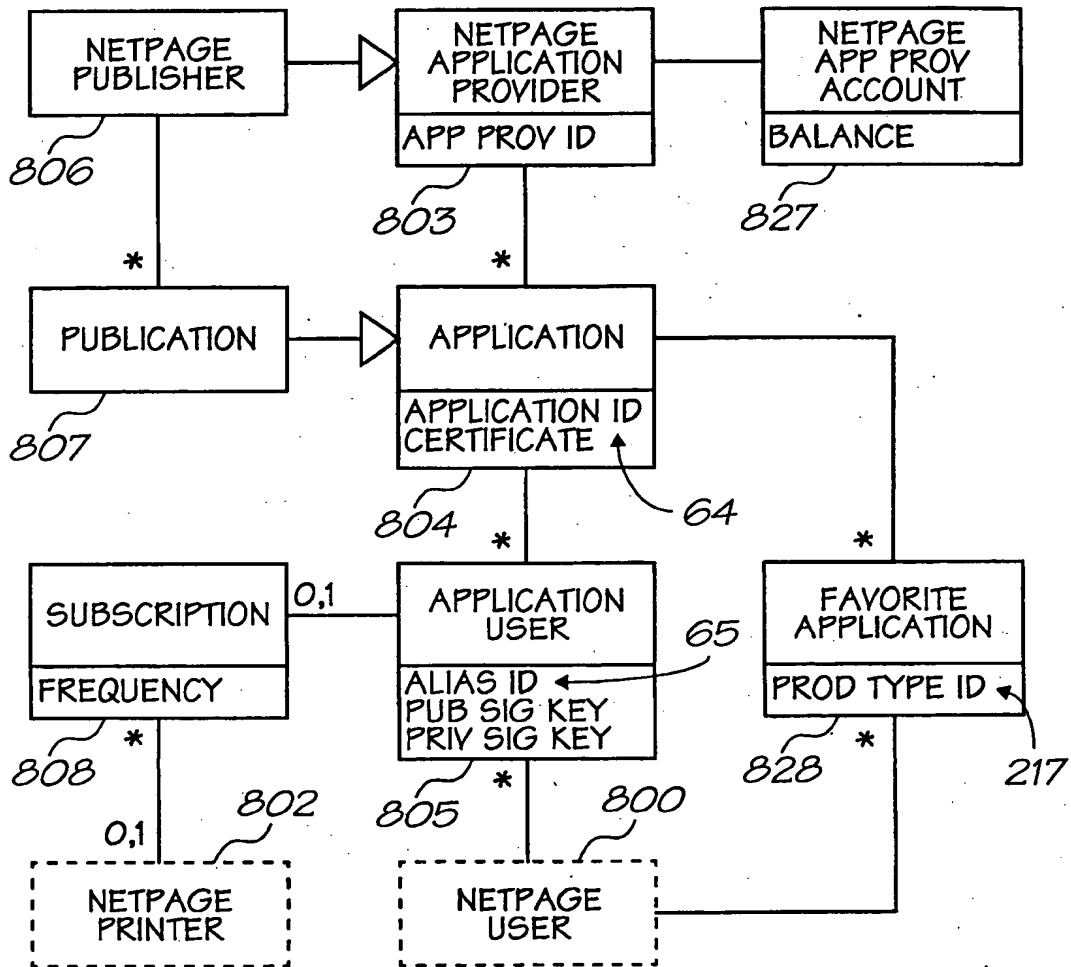 NETPAGE
PUBLISHER
806
NETPAGE
APPLICATION
PROVIDER
APP PROV ID
803
NETPAGE
APP PROV
ACCOUNT
BALANCE
827
*
*
PUBLICATION
807
APPLICATION
APPLICATION ID
CERTIFICATE
804
64
*
*
SUBSCRIPTION
FREQUENCY
808
0,1
APPLICATION
USER
ALIAS ID
PUB SIG KEY
PRIV SIG KEY
805
65
FAVORITE
APPLICATION
PROD TYPE ID
828
217
*
*
*
0,1
802
800
NETPAGE
PRINTER
NETPAGE
USER